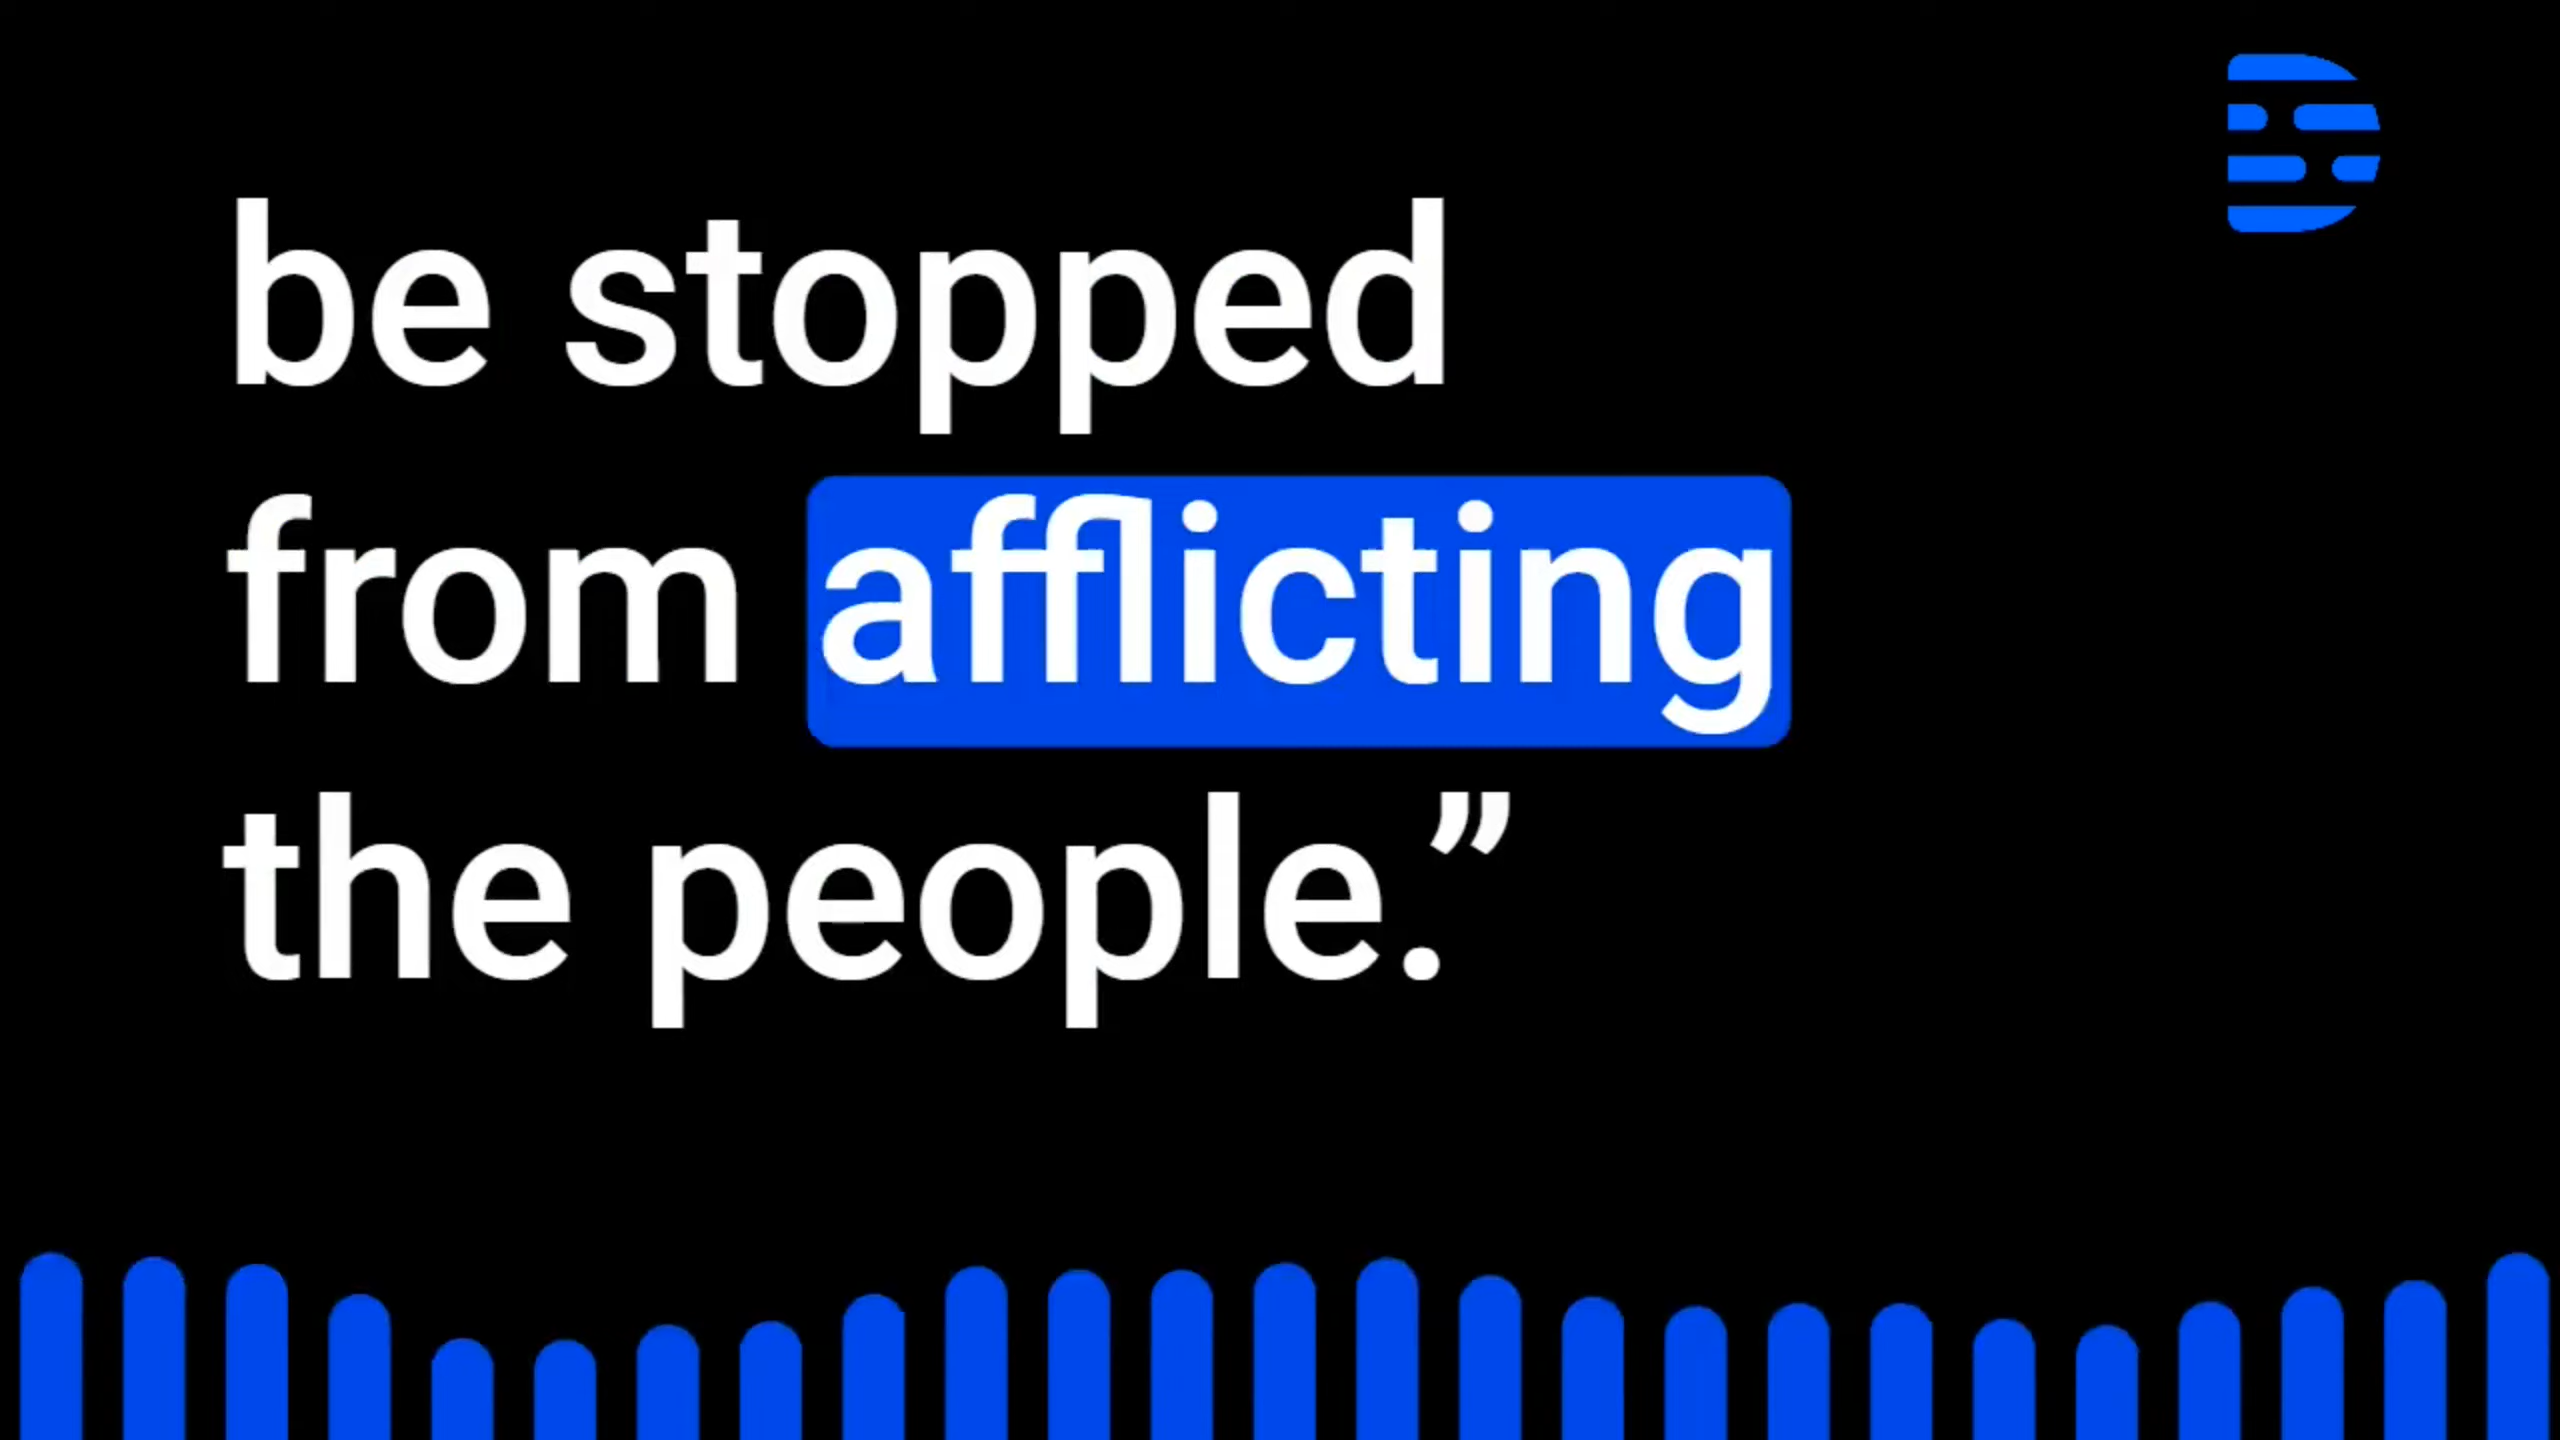 be stopped
from afflicting
the people.”